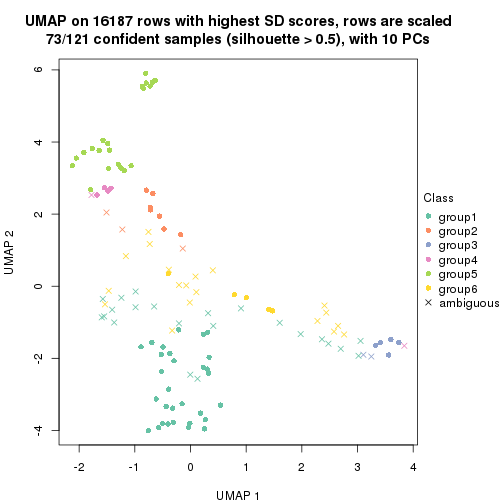 UMAP on 16187 rows with highest SD scores, rows are scaled
73/121 confident samples (silhouette > 0.5), with 10 PCs
6
4
2
0
-2
-4
UMAP 2
-2
-1
0
1
2
3
4
UMAP 1
Class
group1
group2
group3
group4
group5
group6
ambiguous